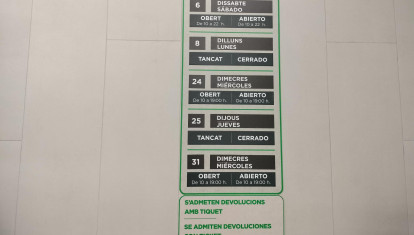 6 DISSABTE
SÁBADO
OBERT ABIERTO
De 10 a 22 h. De 10 a 22 h.
8 DILLUNS
LUNES
TANCAT CERRADO
24 DIMECRES
MIÉRCOLES
OBERT ABIERTO
De 10 a 19:00 h. De 10 a 19:00 h.
25 DIJOUS
JUEVES
TANCAT CERRADO
31 DIMECRES
MIÉRCOLES
OBERT ABIERTO
De 10 a 19:00 h. De 10 a 19:00 h.
S'ADMETEN DEVOLUCIONS
AMB TIQUET
SE ADMITEN DEVOLUCIONES